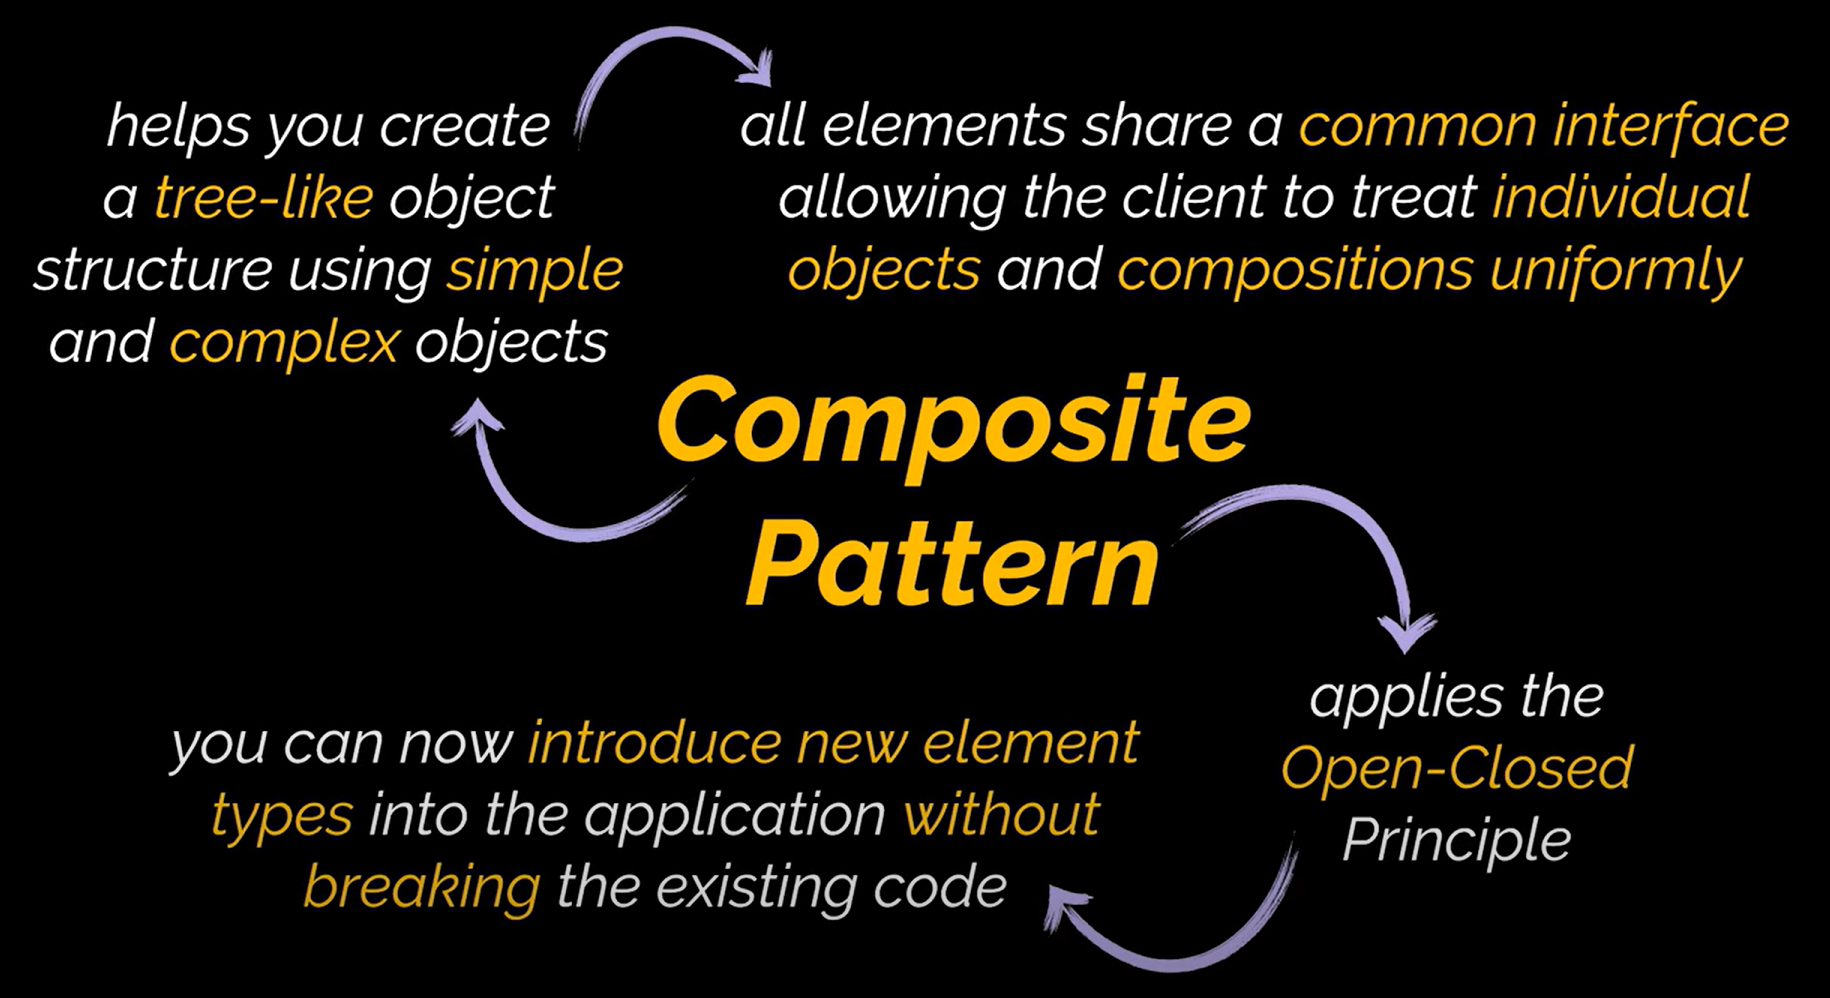 helps you create
a tree-like object
structure using simple
and complex objects
all elements share a common interface
allowing the client to treat individual
objects and compositions uniformly
Composite
Pattern
applies the
Open-Closed
Principle
you can now introduce new element
types into the application without
breaking the existing code